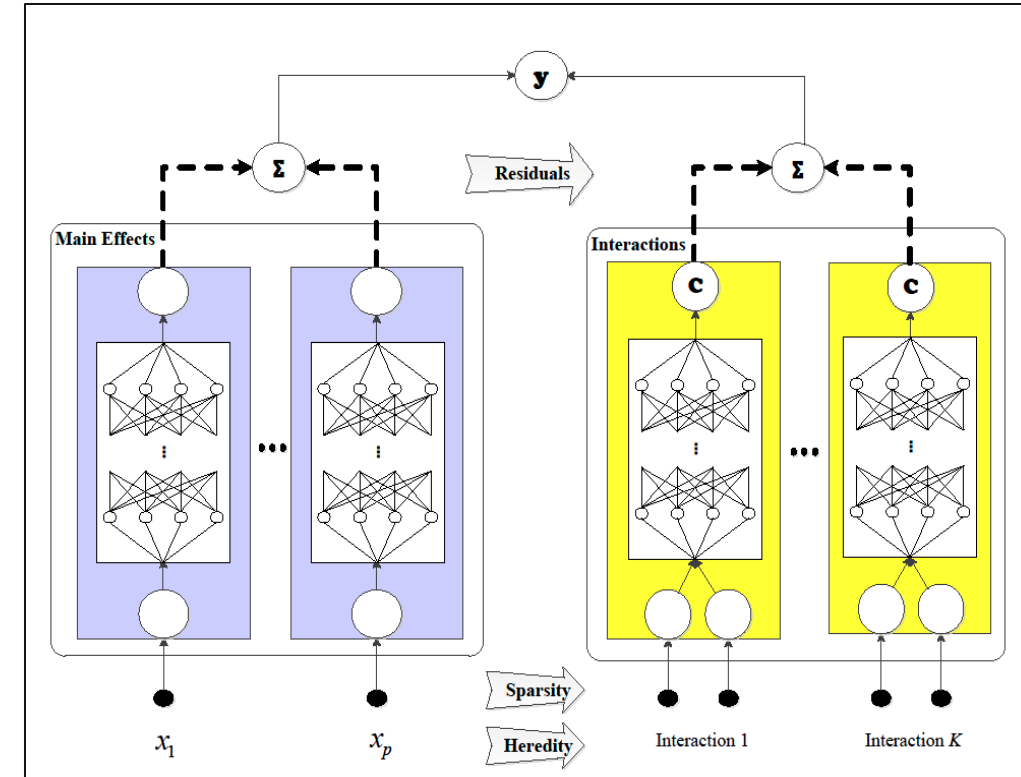 y
Σ
Residuals
Σ
Main Effects
Interactions
C
C
...
...
Sparsity
x1
xp
Heredity
Interaction 1
Interaction K